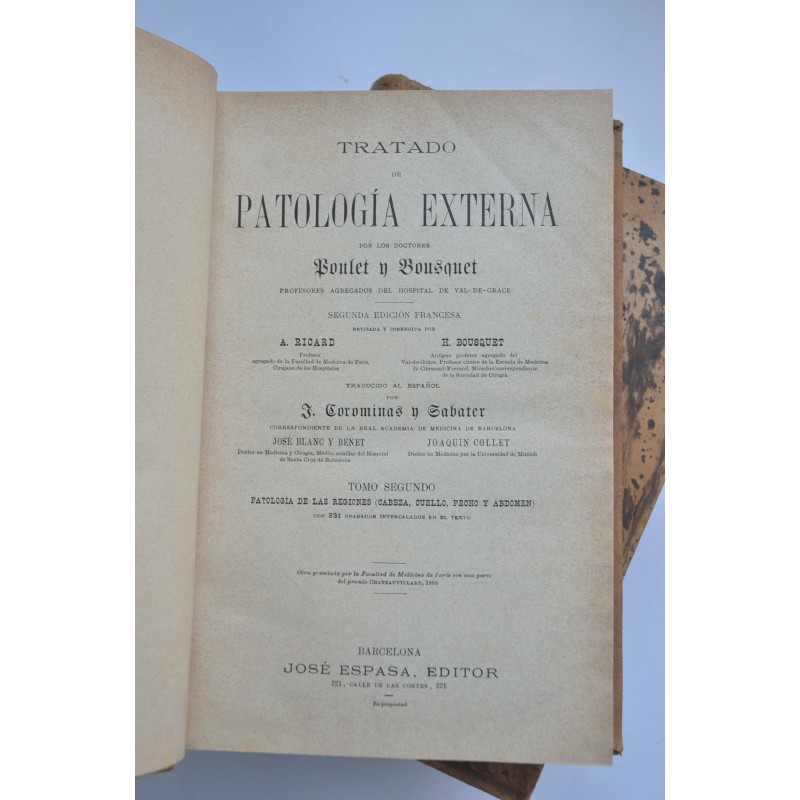 TRATADO
DE
PATOLOGÍA EXTERNA
POR LOS DOCTORES
Poulet y Bousquet
PROFESORES AGREGADOS DEL HOSPITAL DE VAL-DE-GRACE
SEGUNDA EDICIÓN FRANCESA
REVISADA Y CORREGIDA POR
A. RICARD
Profesor
agregado de la Facultad de Medicina de París,
Cirujano de los Hospitales
H. BOUSQUET
Antiguo profesor agregado del
Val-de-Grâce, Profesor clínico de la Escuela de Medicina
de Clermont-Ferrand, Miembro correspondiente
de la Sociedad de Cirugía
TRADUCIDO AL ESPAÑOL
POR
J. Corominas y Sabater
CORRESPONDIENTE DE LA REAL ACADEMIA DE MEDICINA DE BARCELONA
JOSÉ BLANC Y BENET
Doctor en Medicina y Cirugía, Médico auxiliar del Hospital
de Santa Cruz de Barcelona
JOAQUIN COLLET
Doctor en Medicina por la Universidad de Munich
TOMO SEGUNDO
PATOLOGÍA DE LAS REGIONES (CABEZA, CUELLO, PECHO Y ABDOMEN)
CON 331 GRABADOS INTERCALADOS EN EL TEXTO
Obra premiada por la Facultad de Medicina de París con una parte
del premio CHATEAUVILLARD,
BARCELONA
JOSÉ ESPASA, EDITOR
221, CALLE DE LAS CORTES, 221
Es propiedad